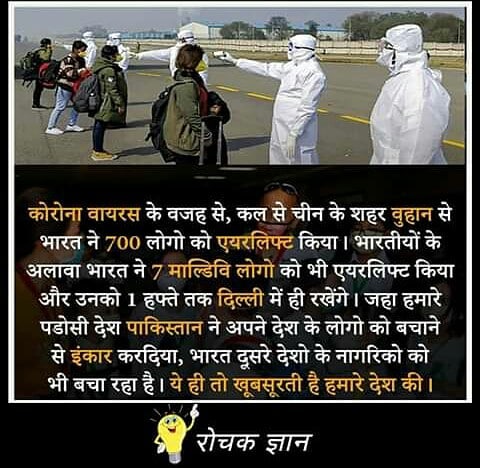 कोरोना वायरस के वजह से, कल से चीन के शहर वुहान से
भारत ने 700 लोगो को एयरलिफ्ट किया। भारतीयों के
अलावा भारत ने 7 माल्डिवि लोगो को भी एयरलिफ्ट किया
और उनको 1 हफ्ते तक दिल्ली में ही रखेंगे। जहा हमारे
पडोसी देश पाकिस्तान ने अपने देश के लोगो को बचाने
से इंकार करदिया, भारत दूसरे देशो के नागरिको को
भी बचा रहा है। ये ही तो खूबसूरती है हमारे देश की।
रोचक ज्ञान